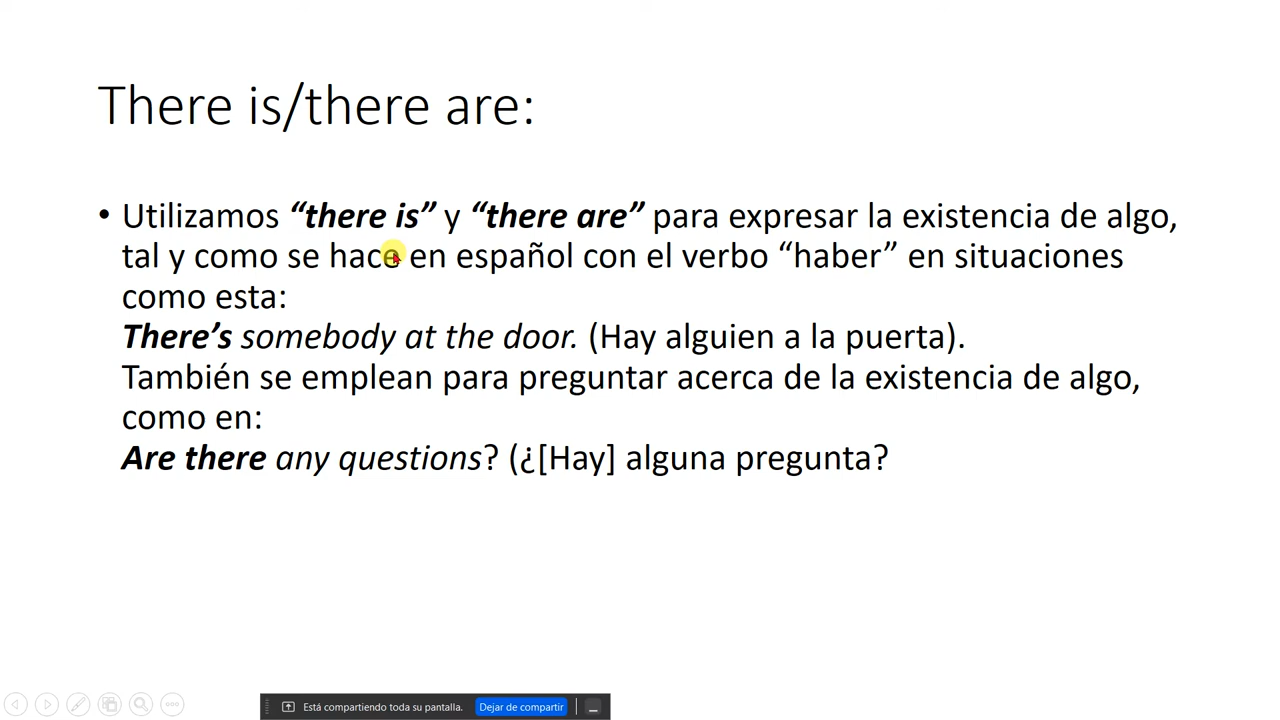 There is/there are:
• Utilizamos “there is” y “there are” para expresar la existencia de algo,
tal y como se hace en español con el verbo “haber” en situaciones
como esta:
There’s somebody at the door. (Hay alguien a la puerta).
También se emplean para preguntar acerca de la existencia de algo,
como en:
Are there any questions? (¿[Hay] alguna pregunta?
Está compartiendo toda su pantalla. Dejar de compartir